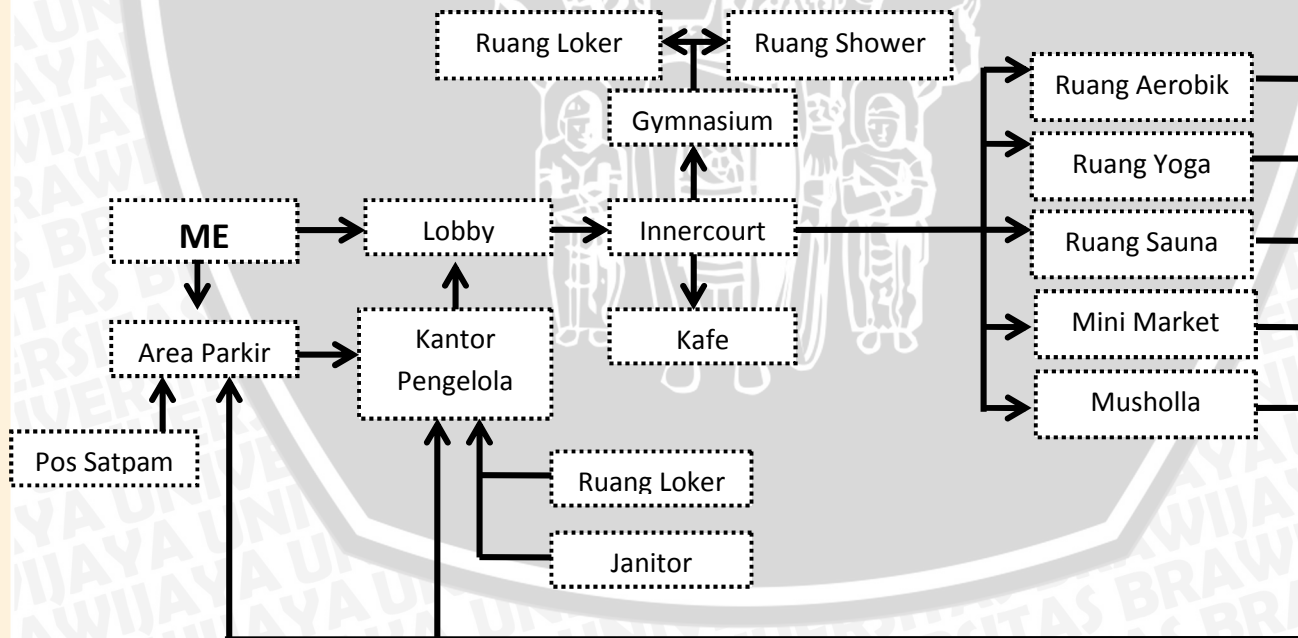 Ruang Loker
Ruang Shower
Gymnasium
Ruang Aerobik
Ruang Yoga
ME
Lobby
Innercourt
Ruang Sauna
Area Parkir
Kantor
Pengelola
Kafe
Mini Market
Musholla
Pos Satpam
Ruang Loker
Janitor